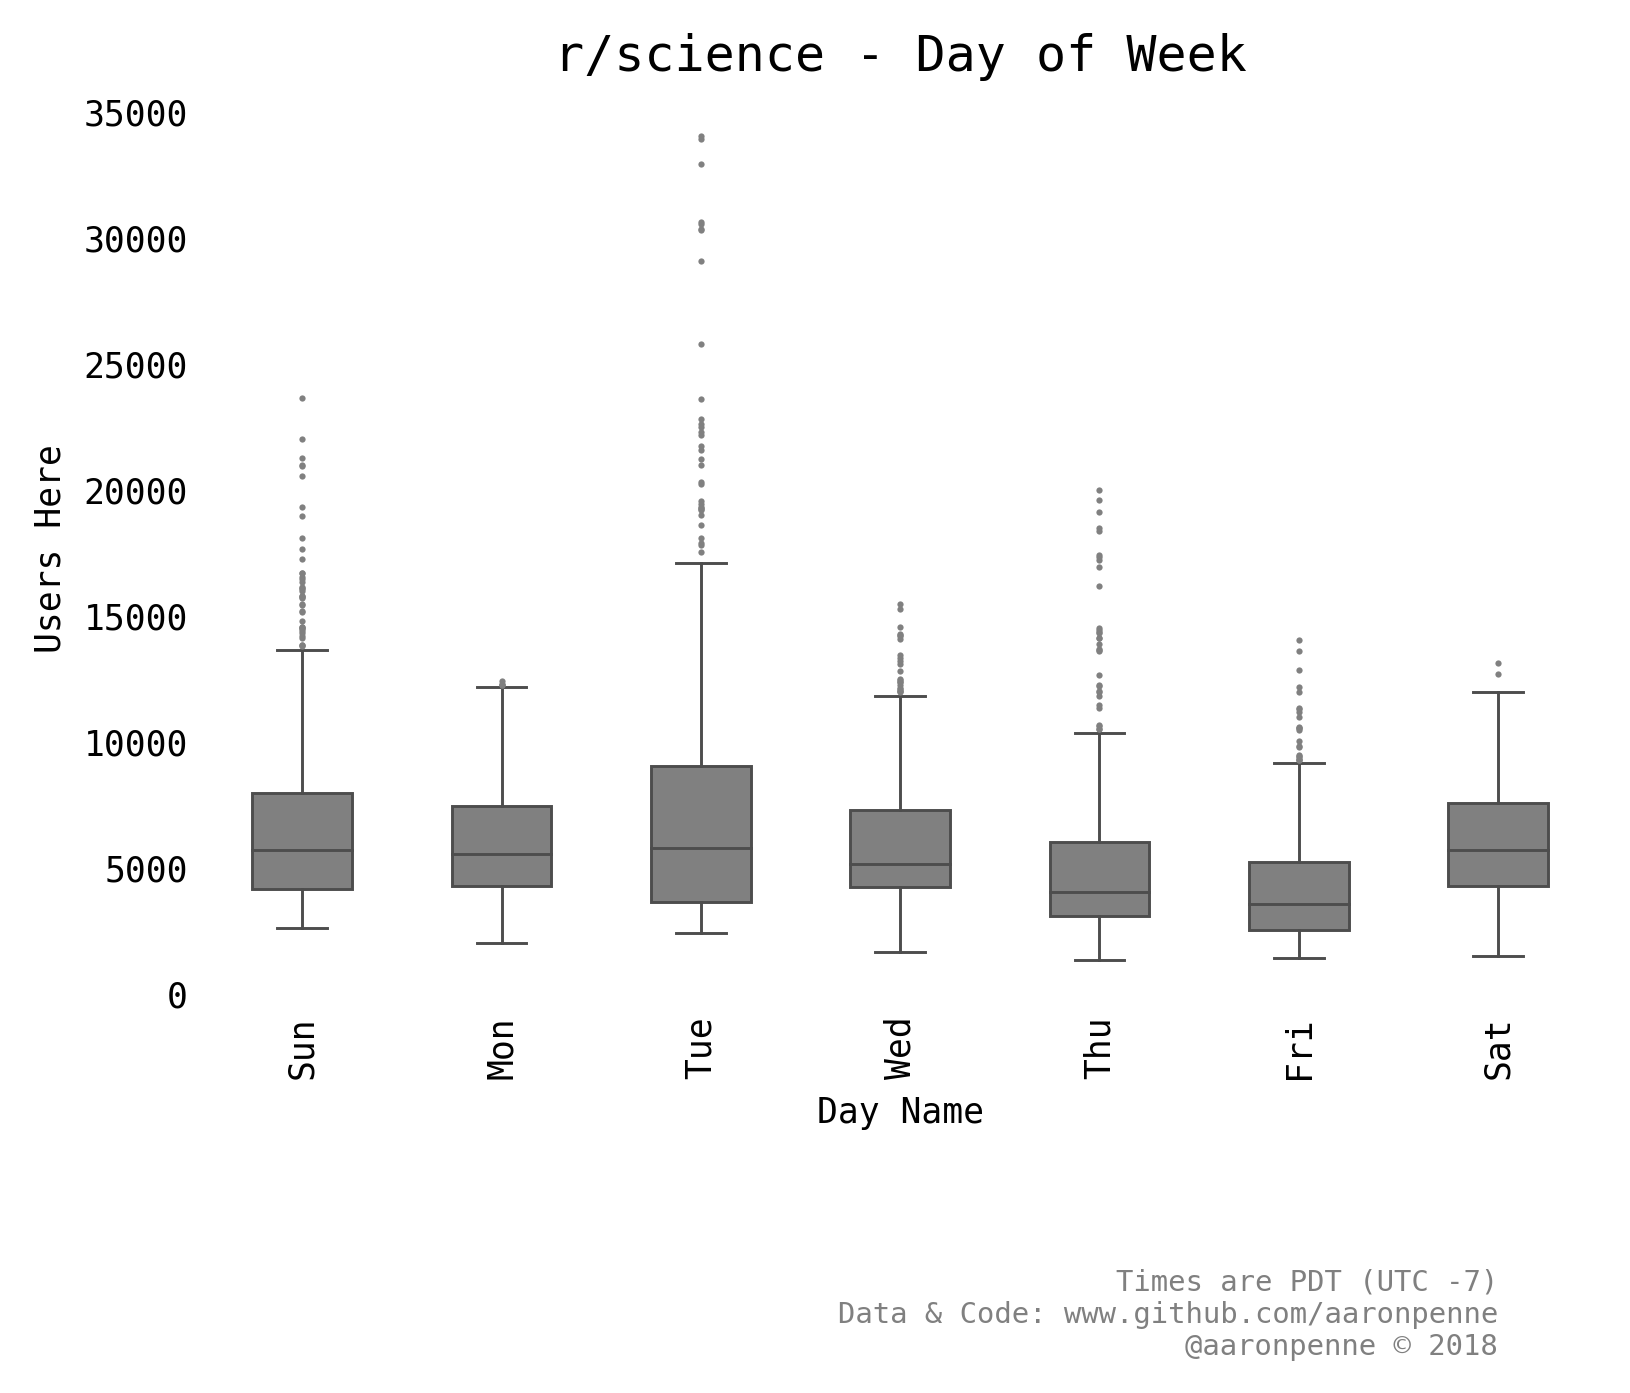 r/science - Day of Week
35000
30000
25000
20000
15000
10000
5000
0
Users Here
Sun Mon Tue Wed Thu Fri Sat
Day Name
Times are PDT (UTC -7)
Data & Code: www.github.com/aaronpenne
@aaronpenne © 2018